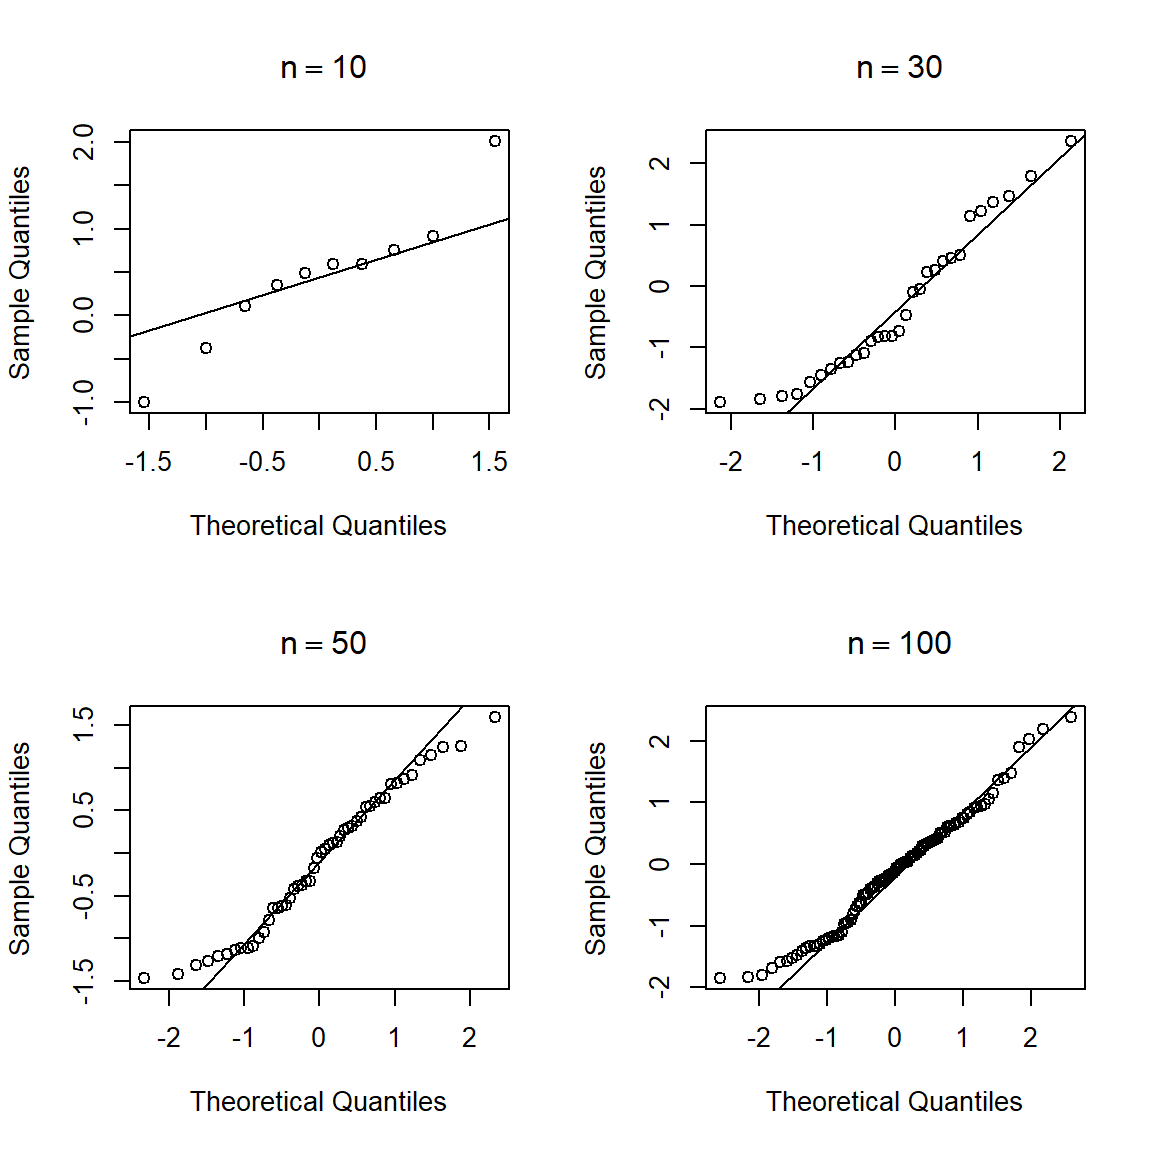 n = 10
Sample Quantiles
2.0
1.0
0.0
-1.0
-1.5 -0.5 0.5 1.5
Theoretical Quantiles
n = 30
Sample Quantiles
2
1
0
-1
-2
-2 -1 0 1 2
Theoretical Quantiles
n = 50
Sample Quantiles
1.5
0.5
-0.5
-1.5
-2 -1 0 1 2
Theoretical Quantiles
n = 100
Sample Quantiles
2
1
0
-1
-2
-2 -1 0 1 2
Theoretical Quantiles